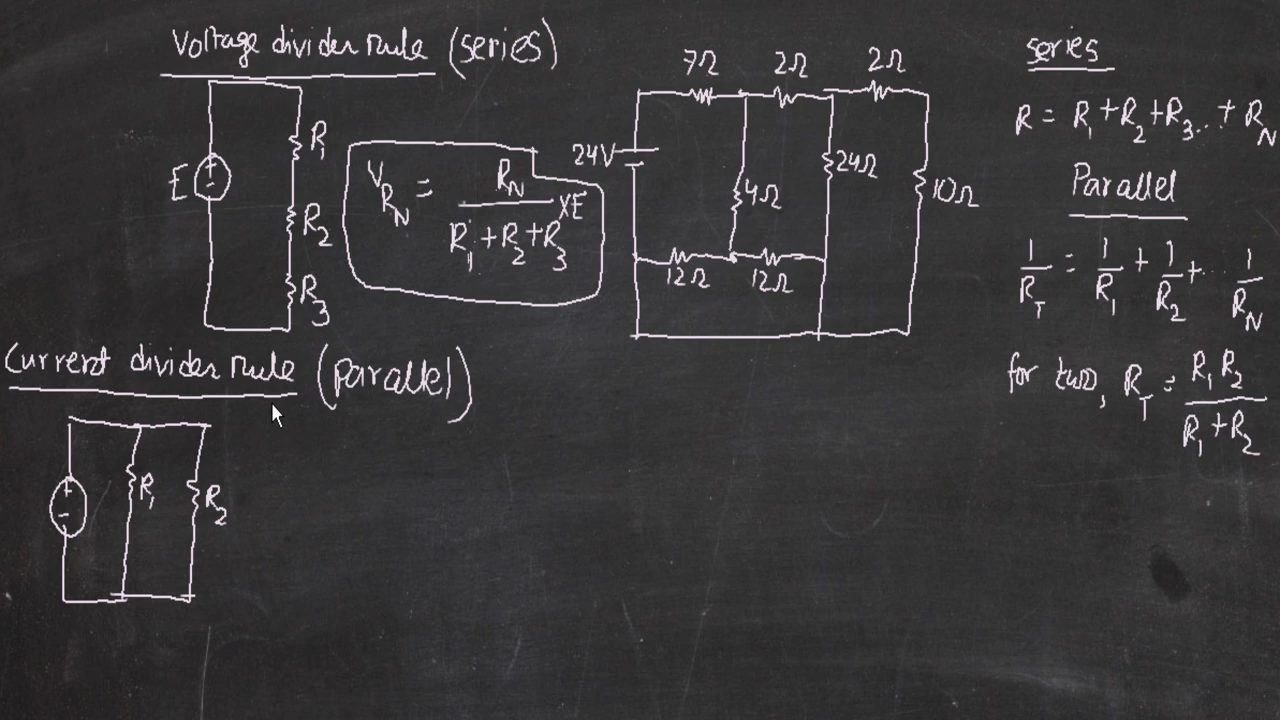 Voltage divider rule (series)
E
+
-
R1
R2
R3
VRN = RN / R1+R2+R3 XE
7Ω 2Ω 2Ω
24V
4Ω
24Ω
10Ω
12Ω 12Ω
series
R = R1+R2+R3..+ RN
Parallel
1/RT = 1/R1 + 1/R2 +... 1/RN
for two, RT = R1R2 / R1+R2
Current divider rule (parallel)
+
-
R1
R2